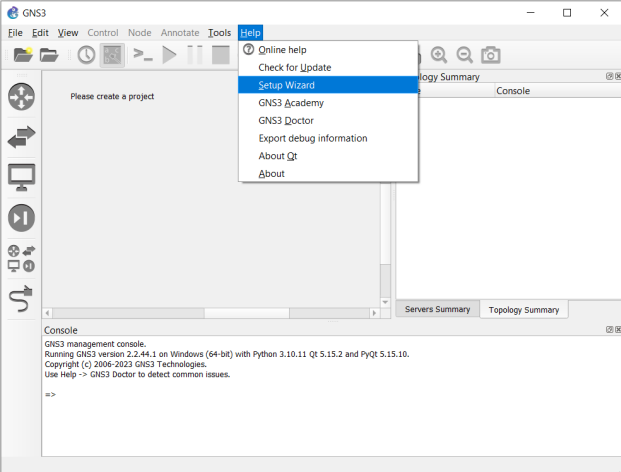 GNS3
File Edit View Control Node Annotate Tools Help
Online help
Check for Update
Setup Wizard
GNS3 Academy
GNS3 Doctor
Export debug information
About Qt
About
Please create a project
Summary
Console
Servers Summary Topology Summary
Console
GNS3 management console.
Running GNS3 version 2.2.44.1 on Windows (64-bit) with Python 3.10.11 Qt 5.15.2 and PyQt 5.15.10.
Copyright (c) 2006-2023 GNS3 Technologies.
Use Help -> GNS3 Doctor to detect common issues.
=>